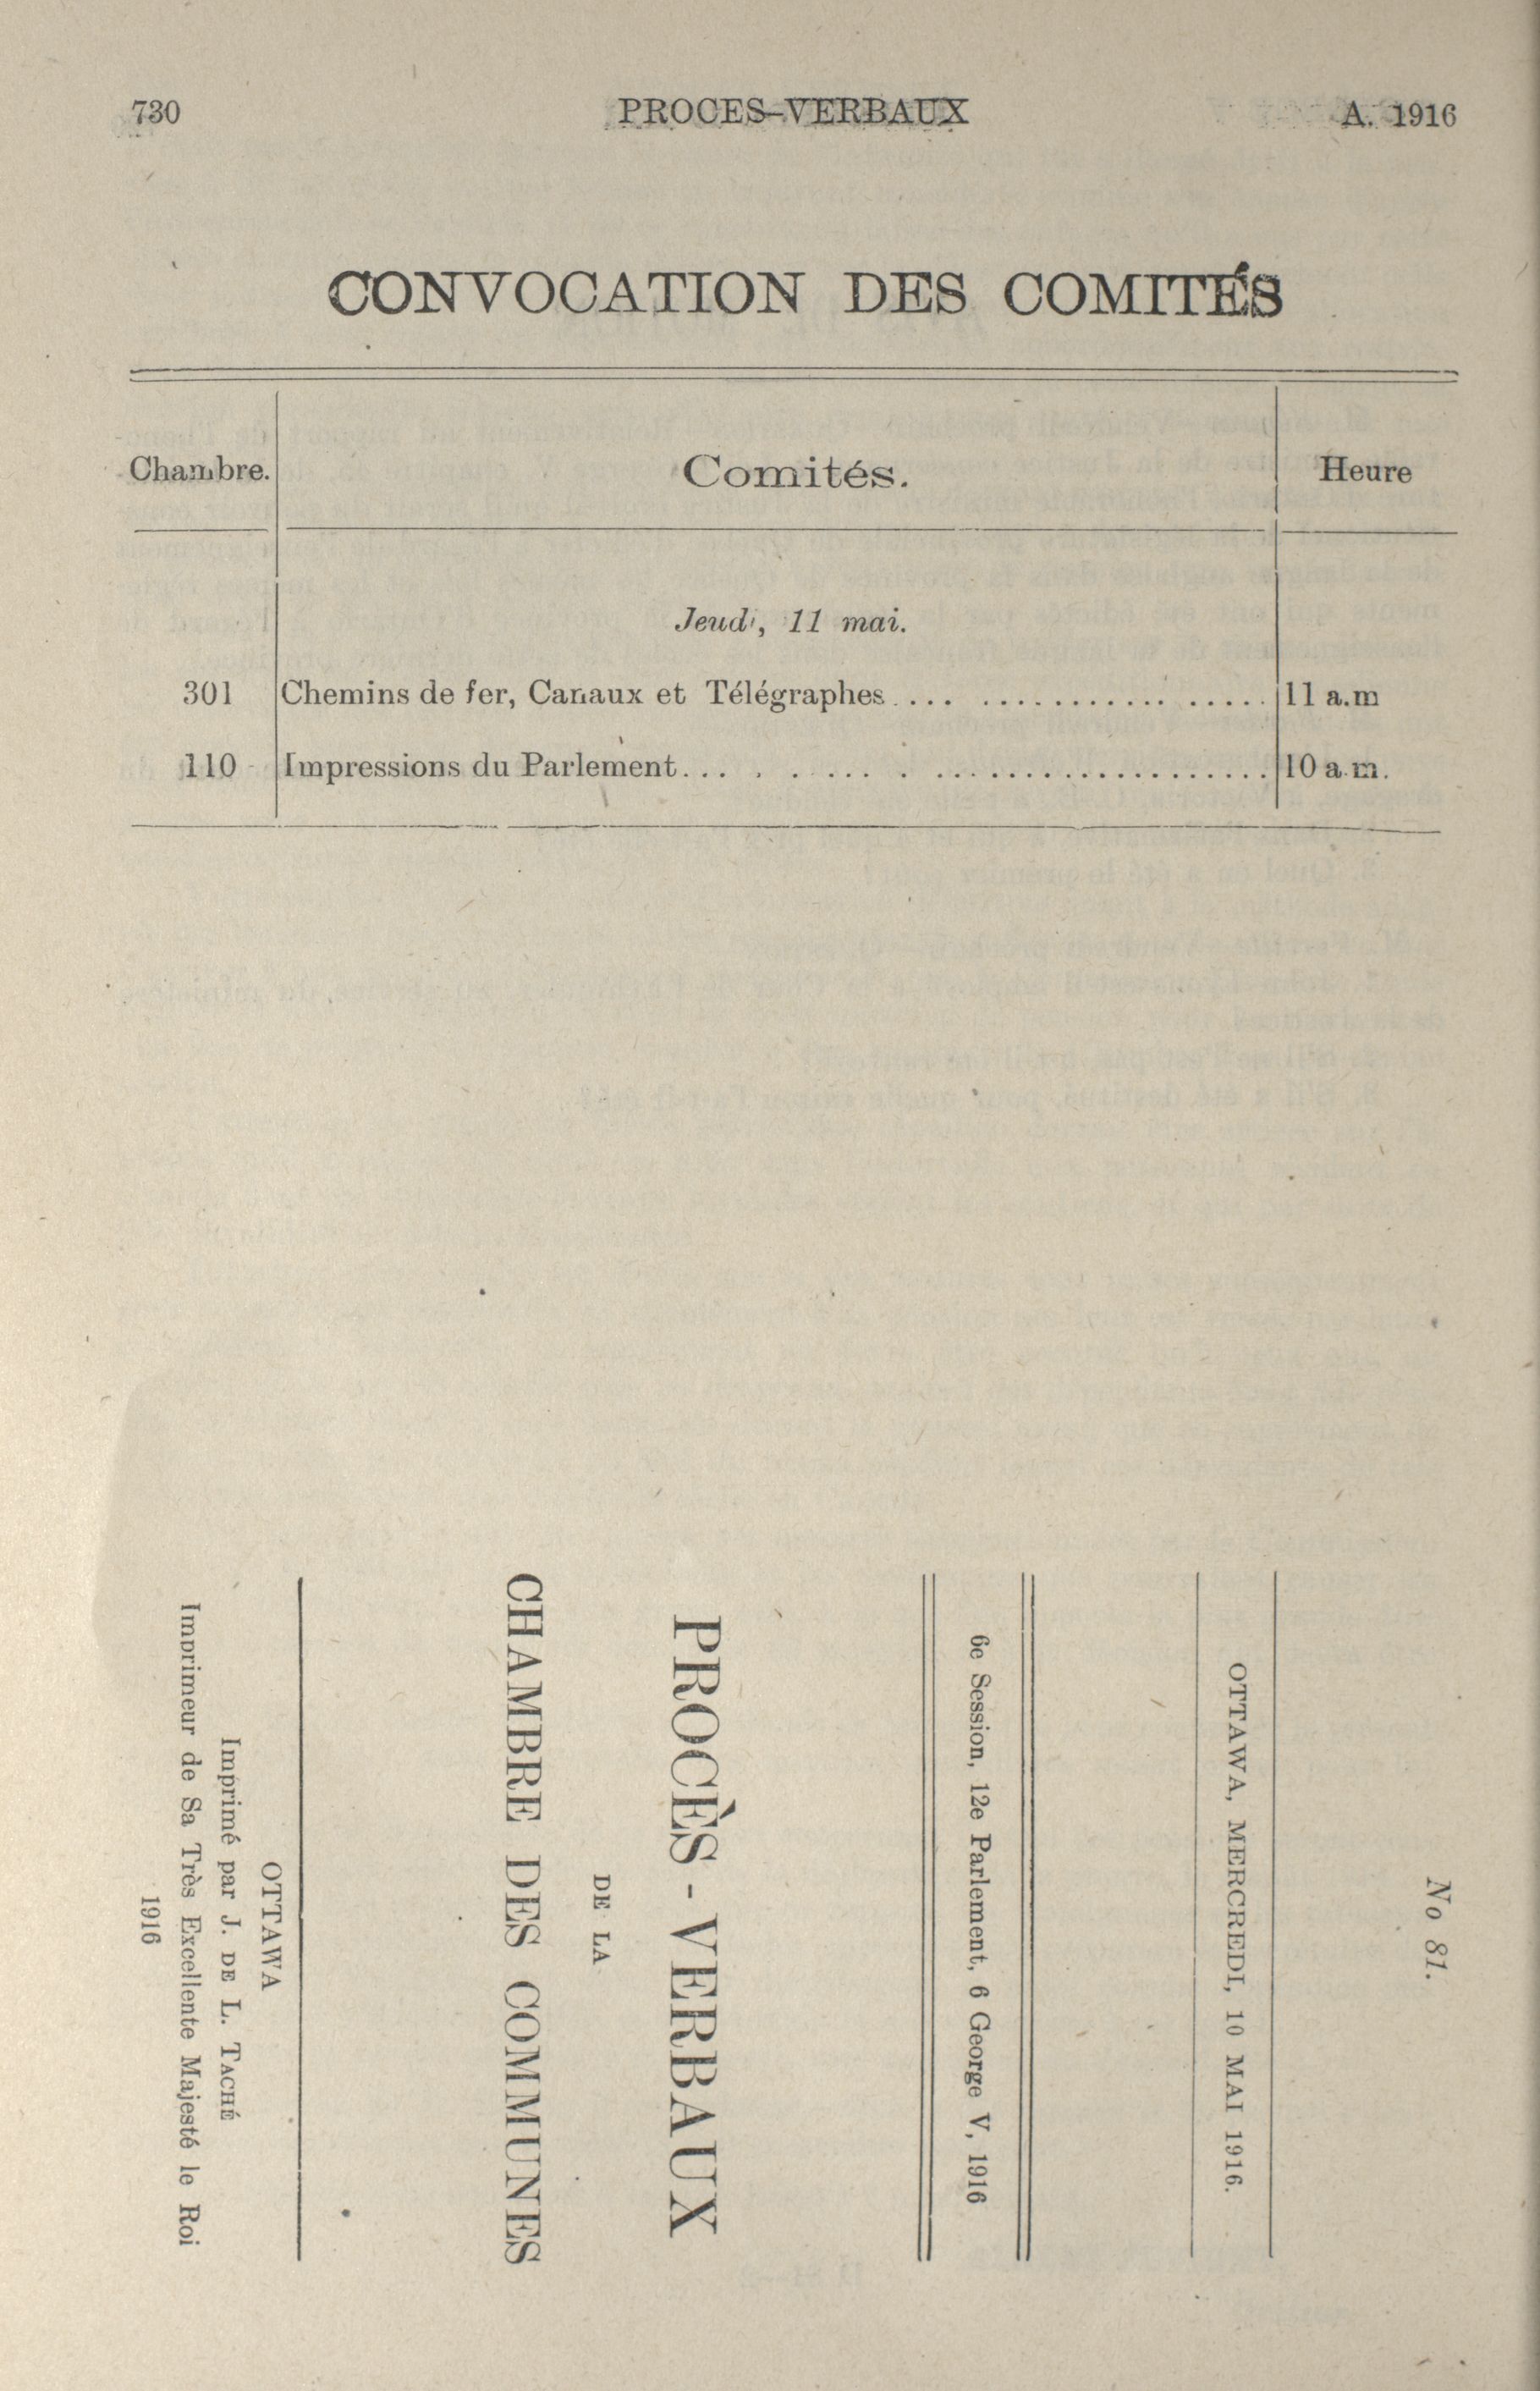 730 PROCES-VERBAUX A. 1916
CONVOCATION DES COMITÉS
Chambre. Comités. Heure
Jeudi, 11 mai.
301 Chemins de fer, Canaux et Télégraphes.... ............ ..... 11 a.m
110 Impressions du Parlement... . . .... . ........................ 10 a.m.
No 81.
OTTAWA, MERCREDI, 10 MAI 1916.
6e Session, 12e Parlement, 6 George V, 1916
PROCÈS-VERBAUX
DE LA
CHAMBRE DES COMMUNES
OTTAWA
Imprimé par J. DE L. TACHÉ
Imprimeur de Sa Très Excellente Majesté le Roi
1916